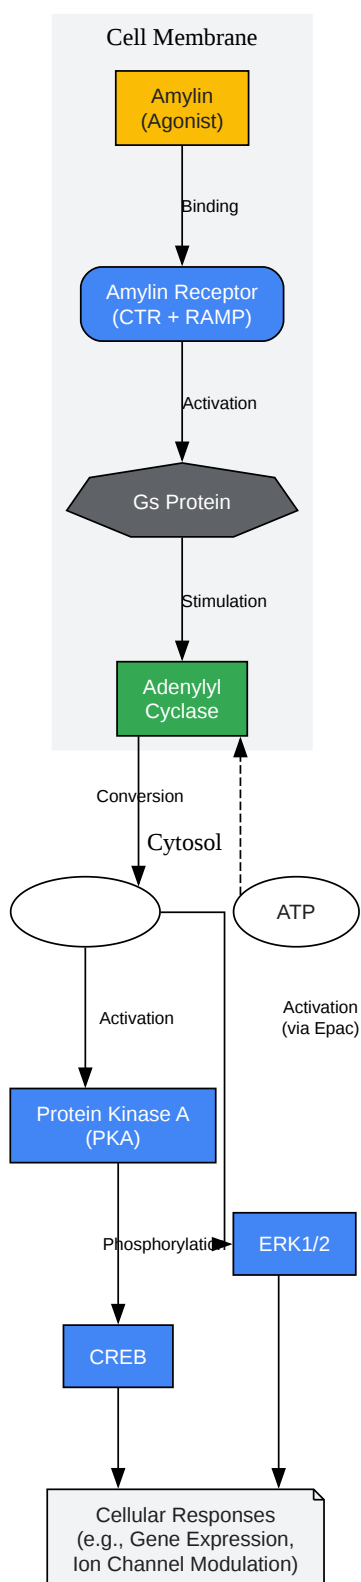 Cell Membrane
Amylin
(Agonist)
Binding
Amylin Receptor
(CTR + RAMP)
Activation
Gs Protein
Stimulation
Adenylyl
Cyclase
Conversion
Cytosol
ATP
Activation
(via Epac)
Activation
Protein Kinase A
(PKA)
Phosphorylation
ERK1/2
CREB
Cellular Responses
(e.g., Gene Expression,
Ion Channel Modulation)